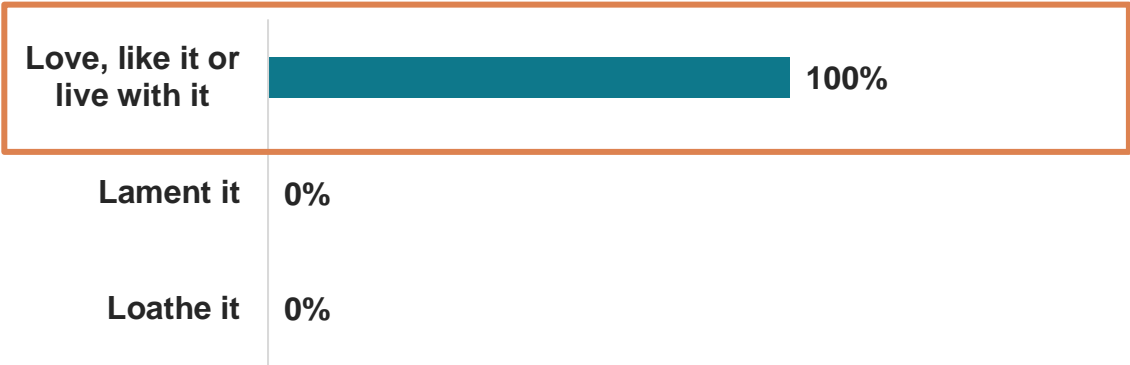 Love, like it or
live with it
100%
Lament it
0%
Loathe it
0%